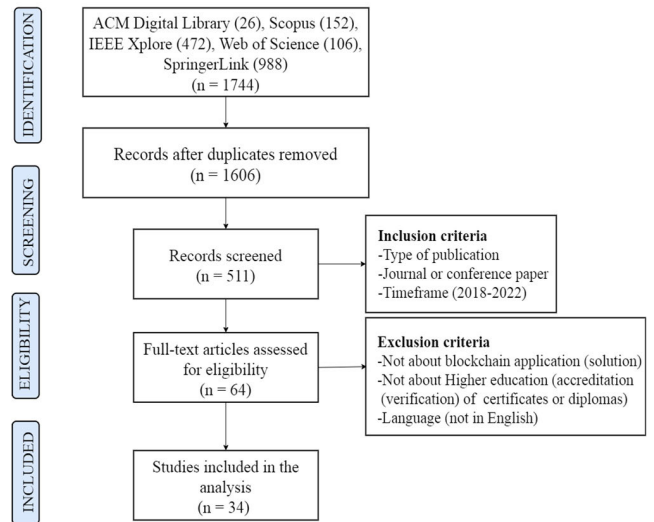 IDENTIFICATION
ACM Digital Library (26), Scopus (152),
IEEE Xplore (472), Web of Science (106),
SpringerLink (988)
(n = 1744)
Records after duplicates removed
(n = 1606)
SCREENING
Records screened
(n = 511)
Inclusion criteria
-Type of publication
-Journal or conference paper
-Timeframe (2018-2022)
ELIGIBILITY
Full-text articles assessed
for eligibility
(n = 64)
Exclusion criteria
-Not about blockchain application (solution)
-Not about Higher education (accreditation
(verification) of certificates or diplomas)
-Language (not in English)
INCLUDED
Studies included in the
analysis
(n = 34)